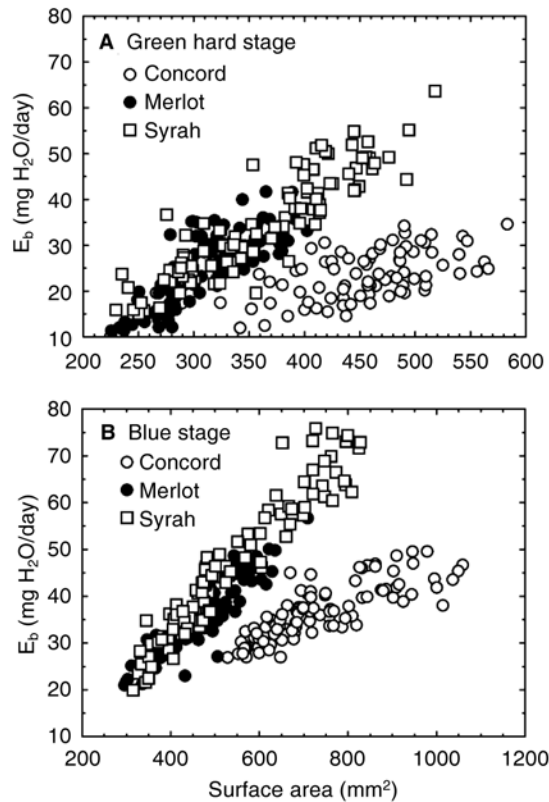 80
A Green hard stage
70
Concord
60
Merlot
50
Syrah
40
30
20
10
E_b (mg H₂O/day)
200 250 300 350 400 450 500 550 600
80
B Blue stage
70
Concord
60
Merlot
50
Syrah
40
30
20
10
E_b (mg H₂O/day)
200 400 600 800 1000 1200
Surface area (mm²)